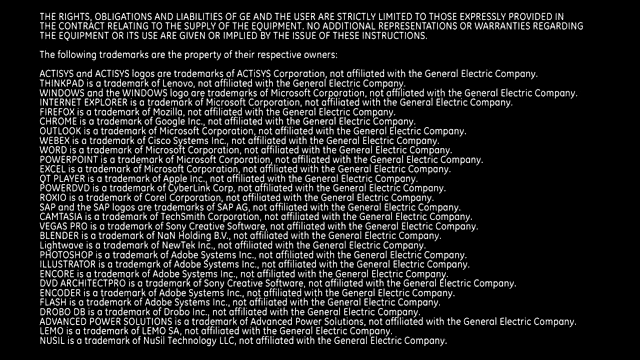 THE RIGHTS, OBLIGATIONS AND LIABILITIES OF GE AND THE USER ARE STRICTLY LIMITED TO THOSE EXPRESSLY PROVIDED IN
THE CONTRACT RELATING TO THE SUPPLY OF THE EQUIPMENT. NO ADDITIONAL REPRESENTATIONS OR WARRANTIES REGARDING
THE EQUIPMENT OR ITS USE ARE GIVEN OR IMPLIED BY THE ISSUE OF THESE INSTRUCTIONS.
The following trademarks are the property of their respective owners:
ACTISYS and ACTISYS logos are trademarks of ACTiSYS Corporation, not affiliated with the General Electric Company.
THINKPAD is a trademark of Lenovo, not affiliated with the General Electric Company.
WINDOWS and the WINDOWS logo are trademarks of Microsoft Corporation, not affiliated with the General Electric Company.
INTERNET EXPLORER is a trademark of Microsoft Corporation, not affiliated with the General Electric Company.
FIREFOX is a trademark of Mozilla, not affiliated with the General Electric Company.
CHROME is a trademark of Google Inc., not affiliated with the General Electric Company.
OUTLOOK is a trademark of Microsoft Corporation, not affiliated with the General Electric Company.
WEBEX is a trademark of Cisco Systems Inc., not affiliated with the General Electric Company.
WORD is a trademark of Microsoft Corporation, not affiliated with the General Electric Company.
POWERPOINT is a trademark of Microsoft Corporation, not affiliated with the General Electric Company.
EXCEL is a trademark of Microsoft Corporation, not affiliated with the General Electric Company.
QT PLAYER is a trademark of Apple Inc., not affiliated with the General Electric Company.
POWERDVD is a trademark of CyberLink Corp, not affiliated with the General Electric Company.
ROXIO is a trademark of Corel Corporation, not affiliated with the General Electric Company.
SAP and the SAP logos are trademarks of SAP AG, not affiliated with the General Electric Company.
CAMTASIA is a trademark of TechSmith Corporation, not affiliated with the General Electric Company.
VEGAS PRO is a trademark of Sony Creative Software, not affiliated with the General Electric Company.
BLENDER is a trademark of NaN Holding B.V., not affiliated with the General Electric Company.
Lightwave is a trademark of NewTek Inc., not affiliated with the General Electric Company.
PHOTOSHOP is a trademark of Adobe Systems Inc., not affiliated with the General Electric Company.
ILLUSTRATOR is a trademark of Adobe Systems Inc., not affiliated with the General Electric Company.
ENCORE is a trademark of Adobe Systems Inc., not affiliated with the General Electric Company.
DVD ARCHITECTPRO is a trademark of Sony Creative Software, not affiliated with the General Electric Company.
ENCODER is a trademark of Adobe Systems Inc., not affiliated with the General Electric Company.
FLASH is a trademark of Adobe Systems Inc., not affiliated with the General Electric Company.
DROBO DB is a trademark of Drobo Inc., not affiliated with the General Electric Company.
ADVANCED POWER SOLUTIONS is a trademark of Advanced Power Solutions, not affiliated with the General Electric Company.
LEMO is a trademark of LEMO SA, not affiliated with the General Electric Company.
NUSIL is a trademark of NuSil Technology LLC, not affiliated with the General Electric Company.